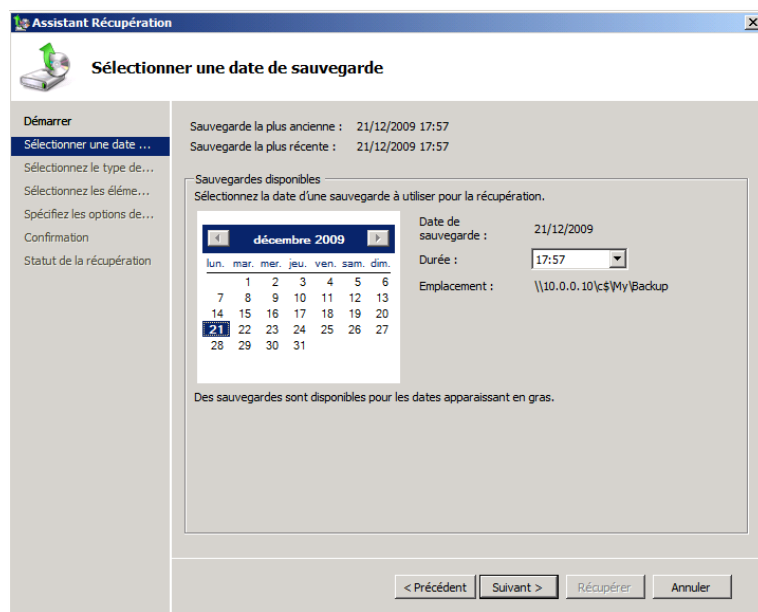 Assistant Récupération
Sélectionner une date de sauvegarde
Démarrer
Sélectionner une date ...
Sélectionnez le type de...
Sélectionnez les éléme...
Spécifiez les options de...
Confirmation
Statut de la récupération
Sauvegarde la plus ancienne : 21/12/2009 17:57
Sauvegarde la plus récente : 21/12/2009 17:57
Sauvegardes disponibles
Sélectionnez la date d'une sauvegarde à utiliser pour la récupération.
décembre 2009
lun. mar. mer. jeu. ven. sam. dim.
1 2 3 4 5 6
7 8 9 10 11 12 13
14 15 16 17 18 19 20
21 22 23 24 25 26 27
28 29 30 31
Date de
sauvegarde :
21/12/2009
Durée : 17:57
Emplacement : \\10.0.0.10\c$\My\Backup
Des sauvegardes sont disponibles pour les dates apparaissant en gras.
< Précédent Suivant > Récupérer Annuler